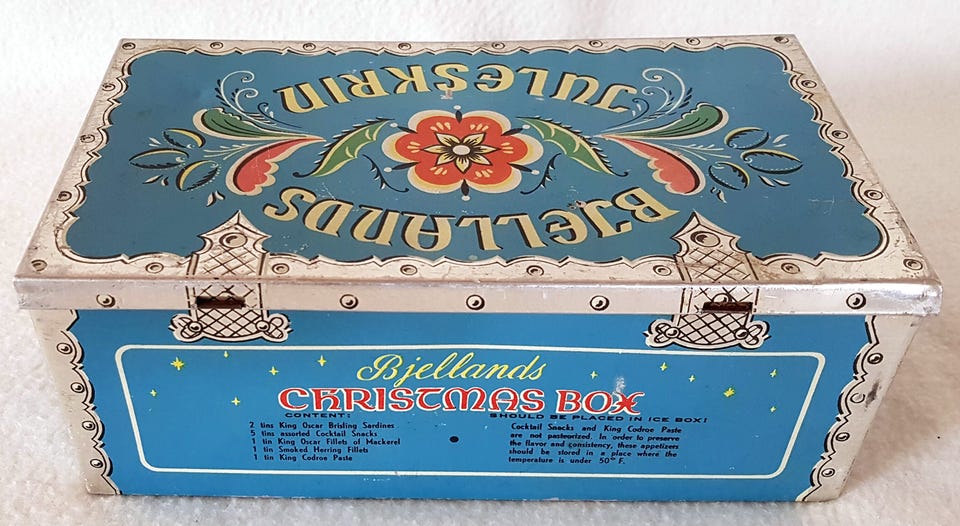 BJELLANDS
JULESKRIN
Bjellands
CHRISTMAS BOX
CONTENT:
2 tins King Oscar Brisling Sardines
5 tins assorted Cocktail Snacks
1 tin King Oscar Fillets of Mackerel
1 tin Smoked Herring Fillets
1 tin King Codroe Paste
SHOULD BE PLACED IN ICE BOX!
Cocktail Snacks and King Codroe Paste
are not pasteurized. In order to preserve
the flavor and consistency, these appetizers
should be stored in a place where the
temperature is under 50° F.